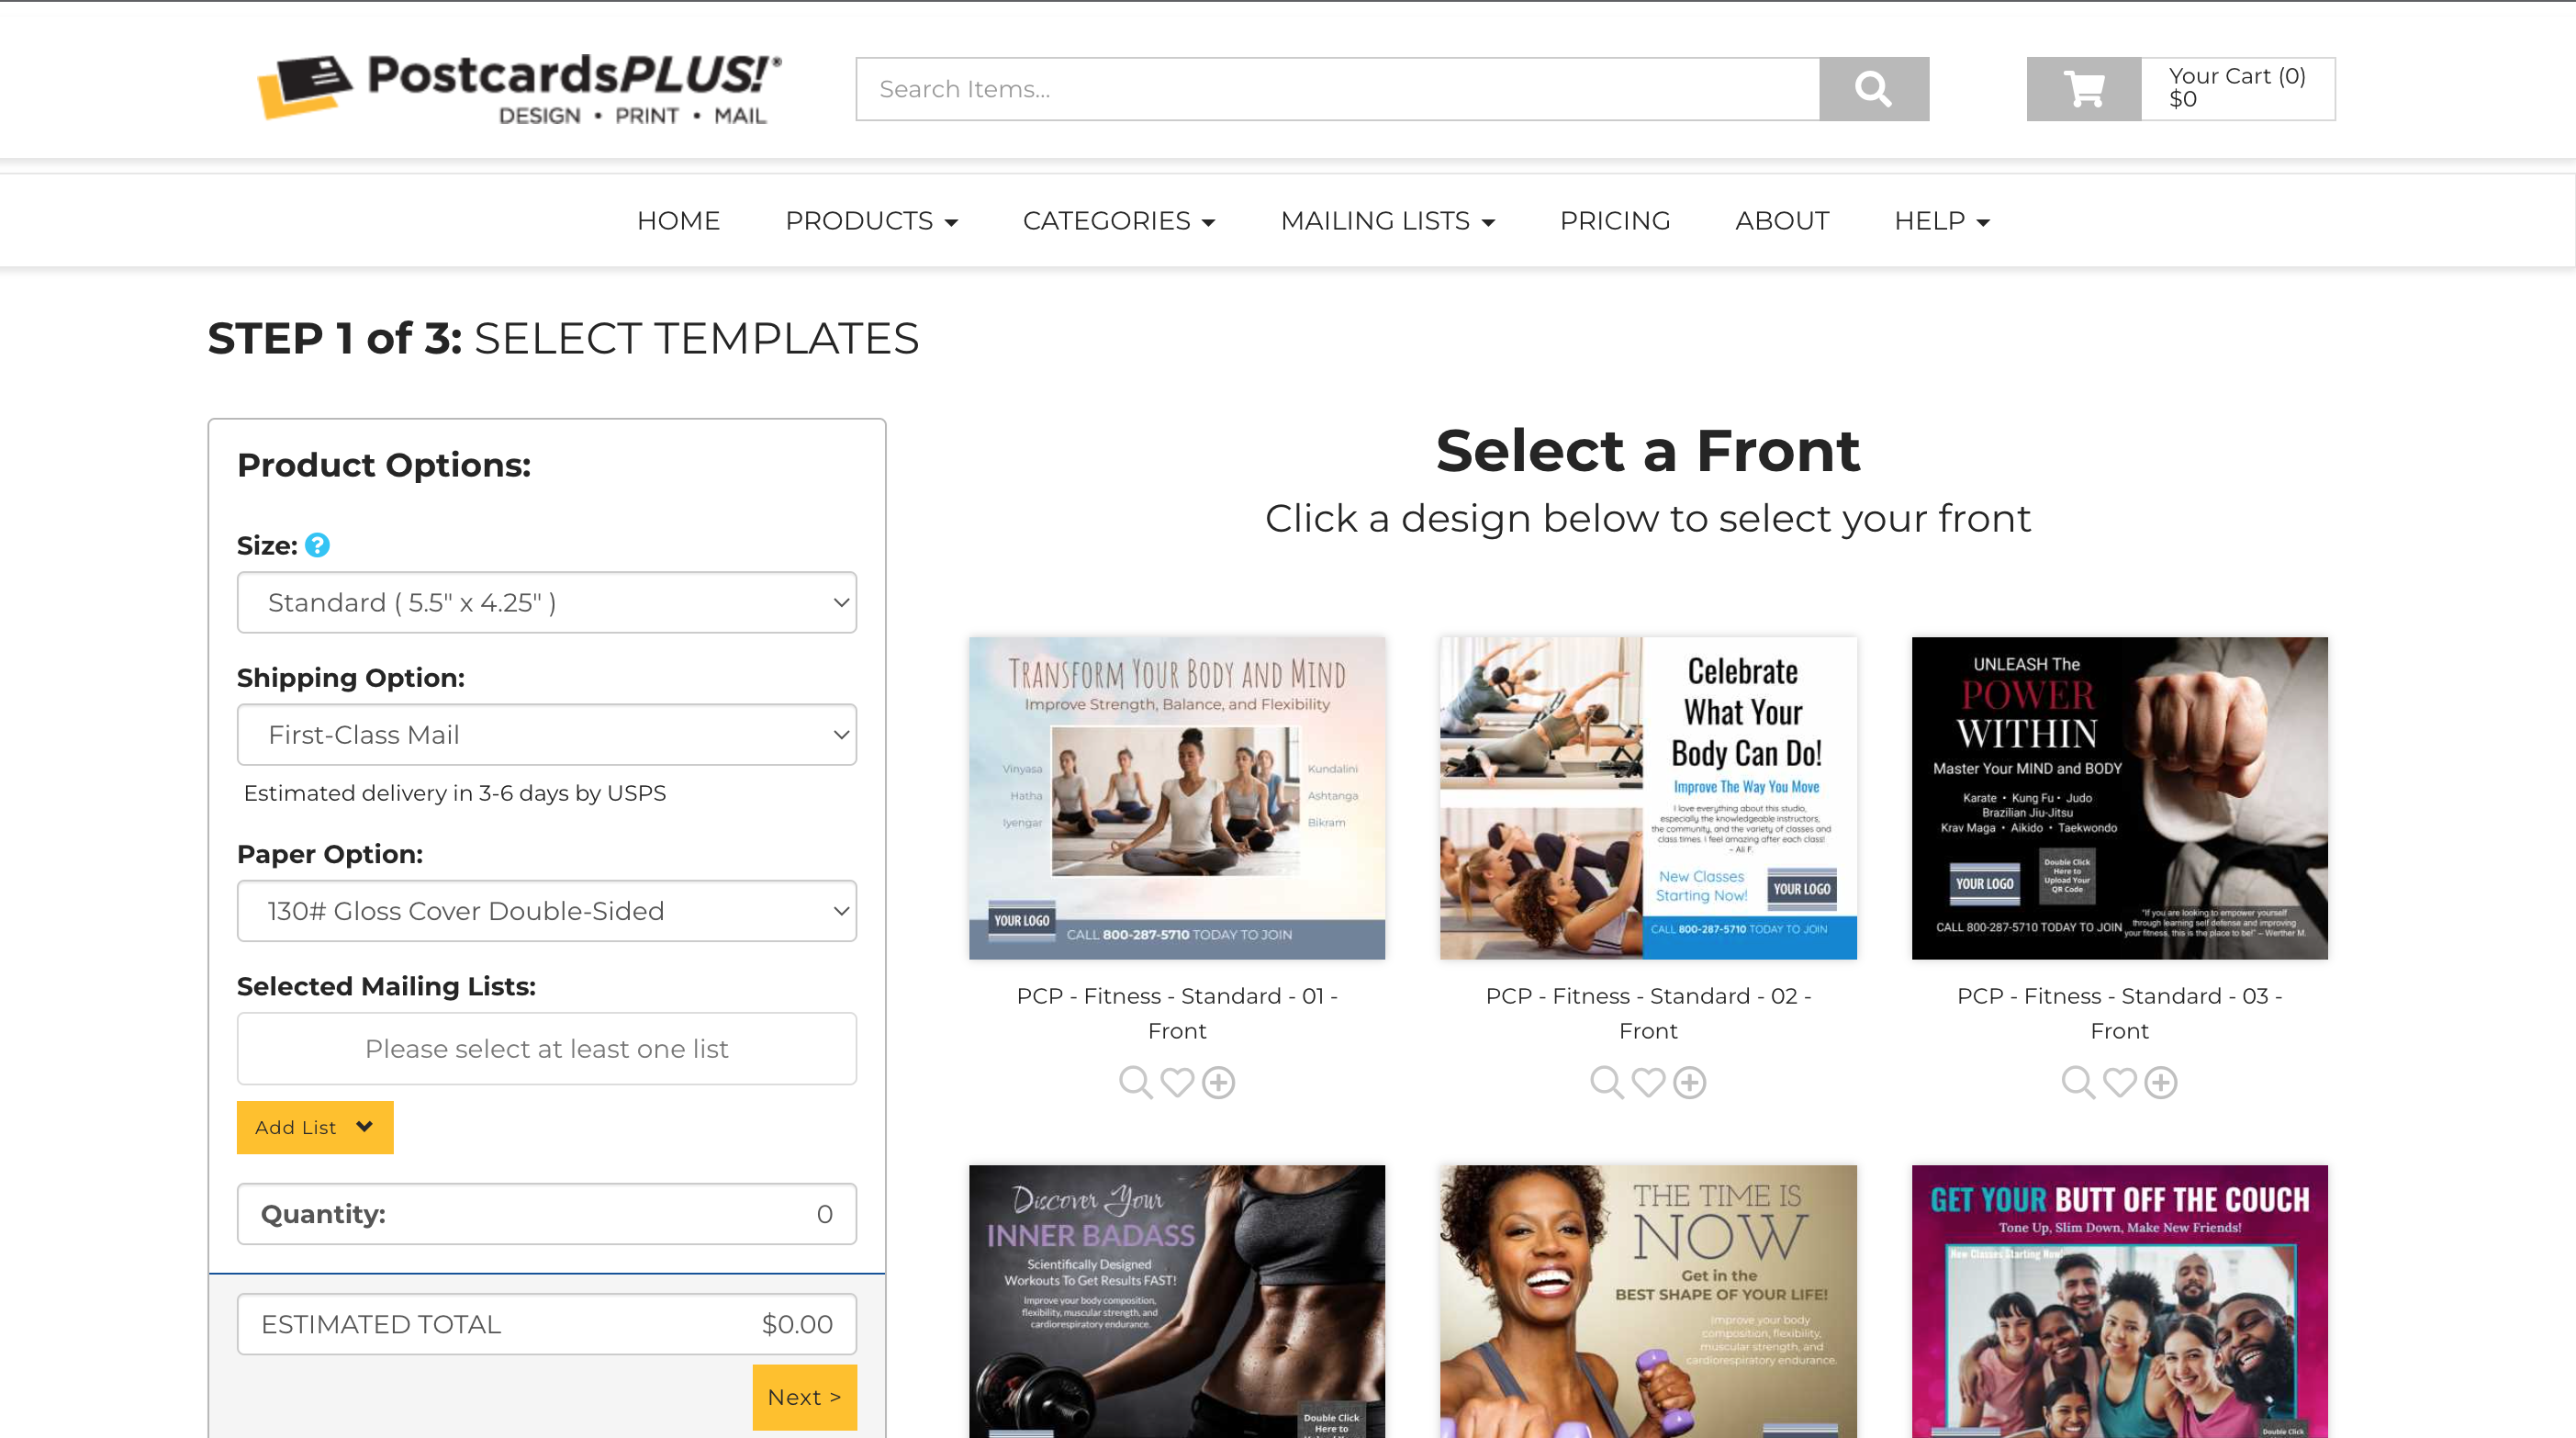 PostcardsPLUS!®
DESIGN • PRINT • MAIL
Search Items...
Your Cart (0)
$0
HOME
PRODUCTS
CATEGORIES
MAILING LISTS
PRICING
ABOUT
HELP
STEP 1 of 3: SELECT TEMPLATES
Product Options:
Size: ?
Standard ( 5.5" x 4.25" )
Shipping Option:
First-Class Mail
Estimated delivery in 3-6 days by USPS
Paper Option:
130# Gloss Cover Double-Sided
Selected Mailing Lists:
Please select at least one list
Add List
Quantity: 0
ESTIMATED TOTAL $0.00
Next >
Select a Front
Click a design below to select your front
TRANSFORM YOUR BODY AND MIND
Improve Strength, Balance, and Flexibility
Vinyasa
Hatha
Iyengar
Kundalini
Ashtanga
Bikram
YOUR LOGO
CALL 800-287-5710 TODAY TO JOIN
PCP - Fitness - Standard - 01 -
Front
Celebrate
What Your
Body Can Do!
Improve The Way You Move
I love everything about this studio,
especially the knowledgeable instructors,
the community, and the variety of classes and
class times. I feel amazing after each class!
~ Ali F.
New Classes
Starting Now!
YOUR LOGO
CALL 800-287-5710 TODAY TO JOIN
PCP - Fitness - Standard - 02 -
Front
UNLEASH The
POWER
WITHIN
Master Your MIND and BODY
Karate • Kung Fu • Judo
Brazilian Jiu-Jitsu
Krav Maga • Aikido • Taekwondo
YOUR LOGO
Double Click
Here to
Upload Your
QR Code
CALL 800-287-5710 TODAY TO JOIN
"If you are looking to empower yourself
through learning self defense and improving
your fitness, this is the place to be!" – Werther M.
PCP - Fitness - Standard - 03 -
Front
Discover Your
INNER BADASS
Scientifically Designed
Workouts To Get Results FAST!
Improve your body composition,
flexibility, muscular strength, and
cardiorespiratory endurance.
Double Click
Here to
THE TIME IS
NOW
Get in the
BEST SHAPE OF YOUR LIFE!
Improve your body
composition, flexibility,
muscular strength, and
cardiorespiratory endurance.
GET YOUR BUTT OFF THE COUCH
Tone Up, Slim Down, Make New Friends!
New Classes Starting Now!
Double Click